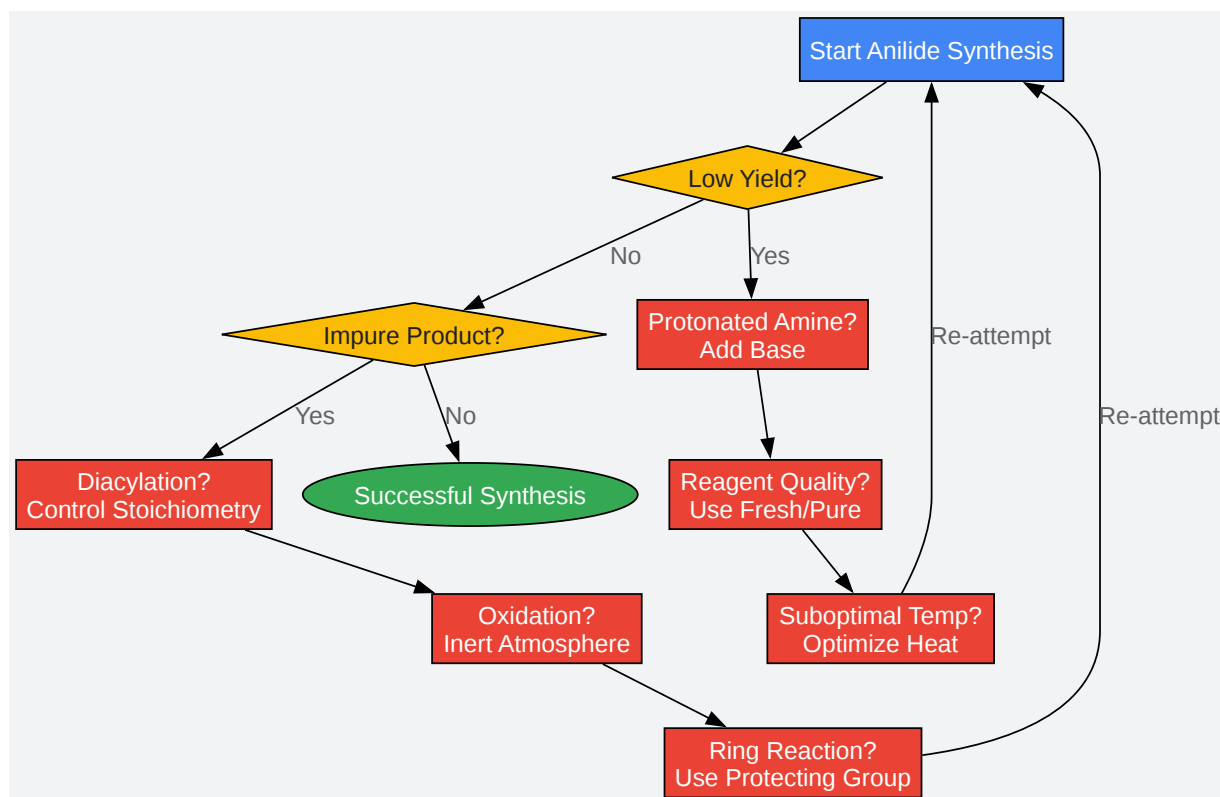 Start Anilide Synthesis
Low Yield?
No
Yes
Impure Product?
Protonated Amine?
Add Base
Re-attempt
Yes
No
Re-attempt
Diacylation?
Control Stoichiometry
Successful Synthesis
Reagent Quality?
Use Fresh/Pure
Oxidation?
Inert Atmosphere
Suboptimal Temp?
Optimize Heat
Ring Reaction?
Use Protecting Group